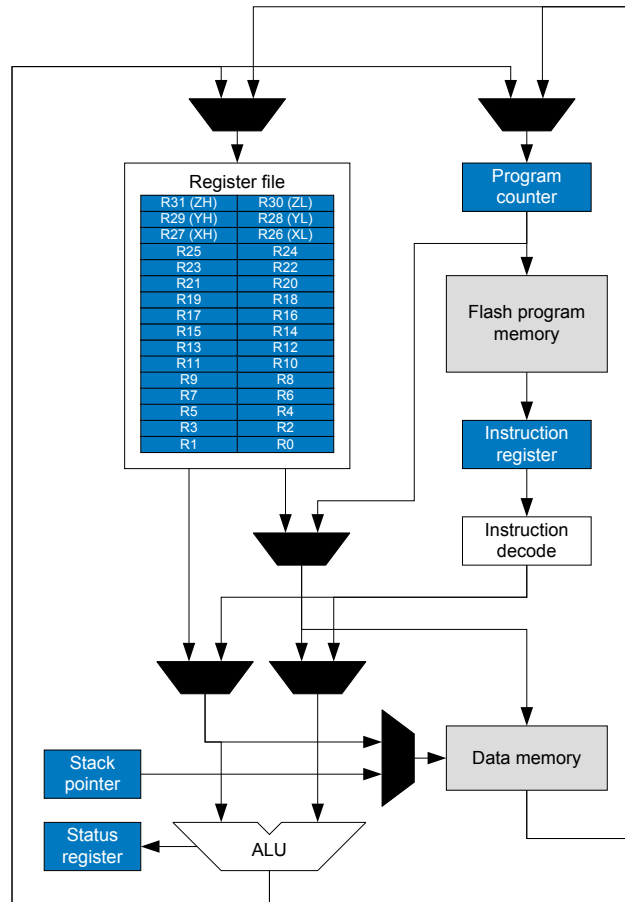 Register file
R31 (ZH) R30 (ZL)
R29 (YH) R28 (YL)
R27 (XH) R26 (XL)
R25 R24
R23 R22
R21 R20
R19 R18
R17 R16
R15 R14
R13 R12
R11 R10
R9 R8
R7 R6
R5 R4
R3 R2
R1 R0
Program
counter
Flash program
memory
Instruction
register
Instruction
decode
Stack
pointer
Data memory
Status
register
ALU